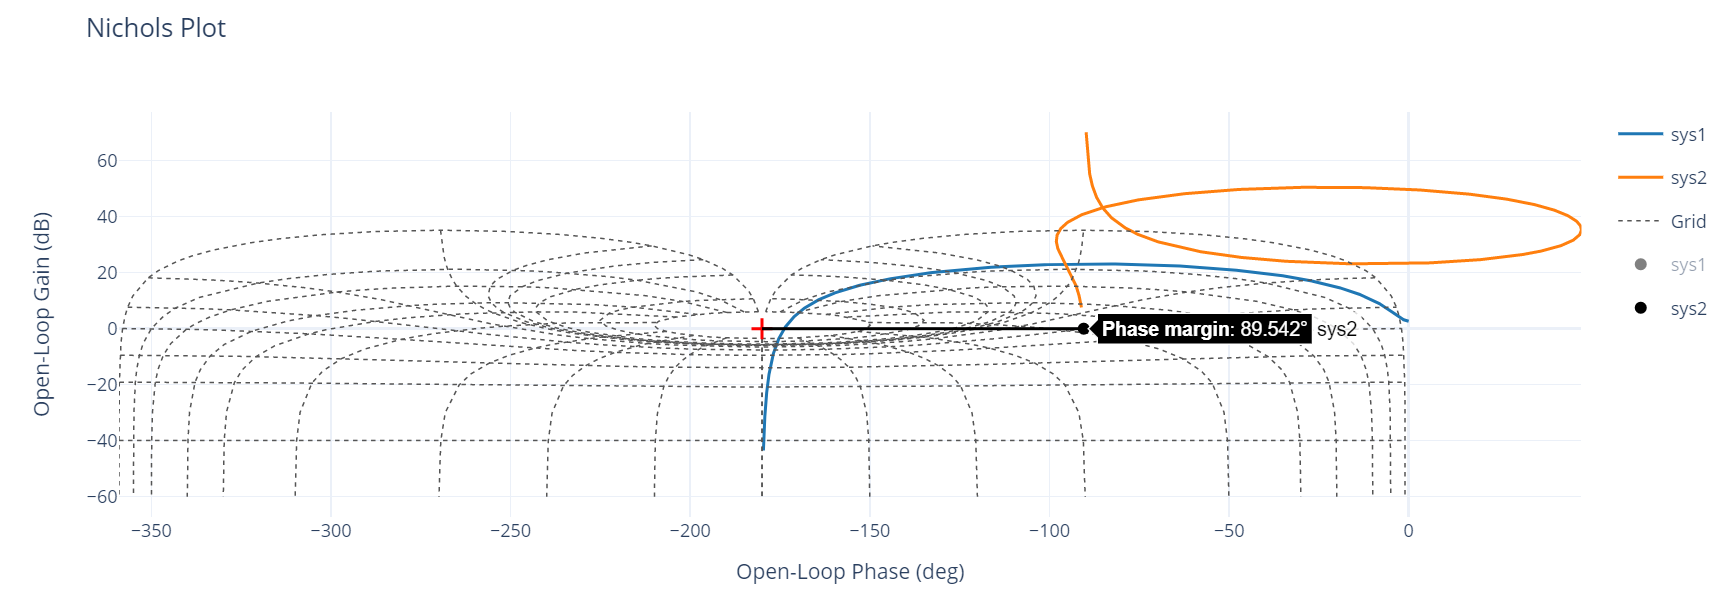 Nichols Plot
Open-Loop Gain (dB)
60
40
20
0
−20
−40
−60
−350
−300
−250
−200
−150
−100
−50
0
Open-Loop Phase (deg)
Phase margin: 89.542° sys2
sys1
sys2
Grid
sys1
sys2